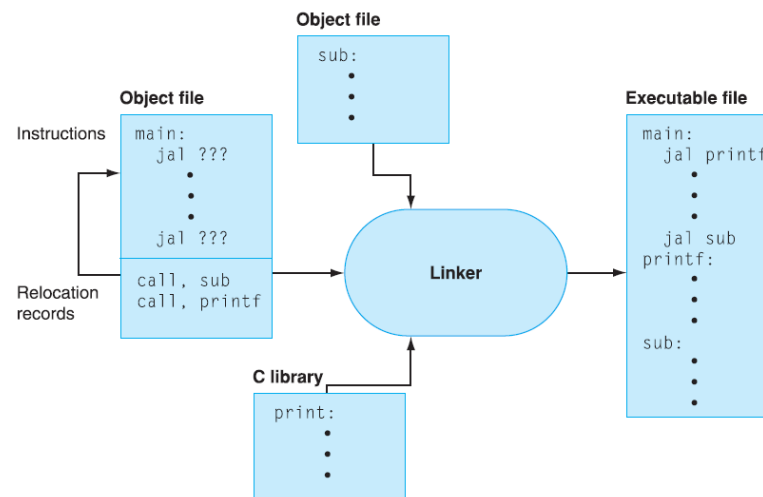 Object file
sub:
Object file
Instructions
main:
jal ???
jal ???
Relocation
records
call, sub
call, printf
Linker
C library
print:
Executable file
main:
jal printf
jal sub
printf:
sub: